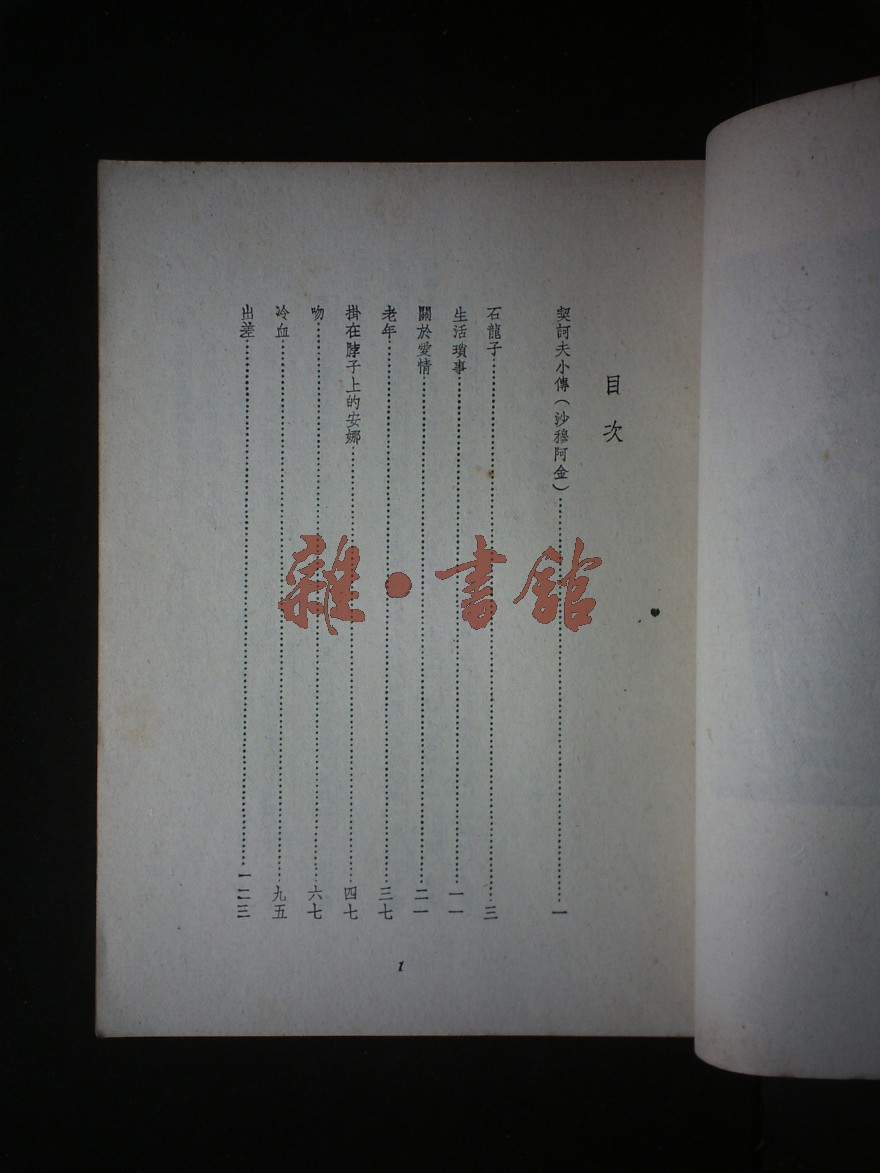 目次
契訶夫小傳(沙穆阿金)……一
石龍子……三
生活瑣事……一一
關於愛情……二一
老年……三七
掛在脖子上的安娜……四七
吻……六七
冷血……九五
出差……一二三
1
雜·書館